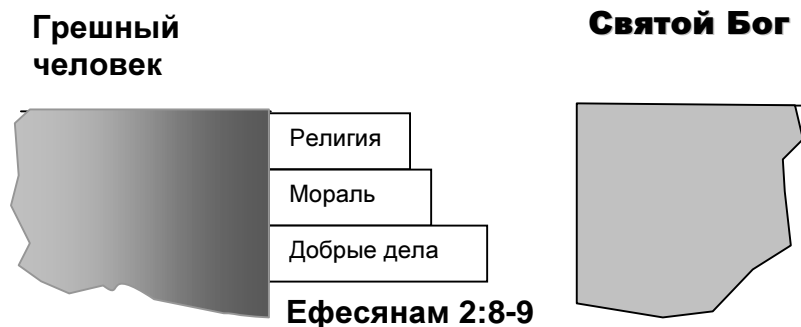 Грешный
человек
Святой Бог
Религия
Мораль
Добрые дела
Ефесянам 2:8-9